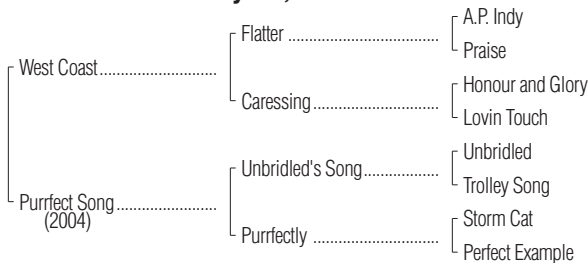 A.P. Indy
Flatter
Praise
West Coast
Honour and Glory
Caressing
Lovin Touch
Unbridled
Unbridled's Song
Trolley Song
Purrfect Song
(2004)
Storm Cat
Purrfectly
Perfect Example